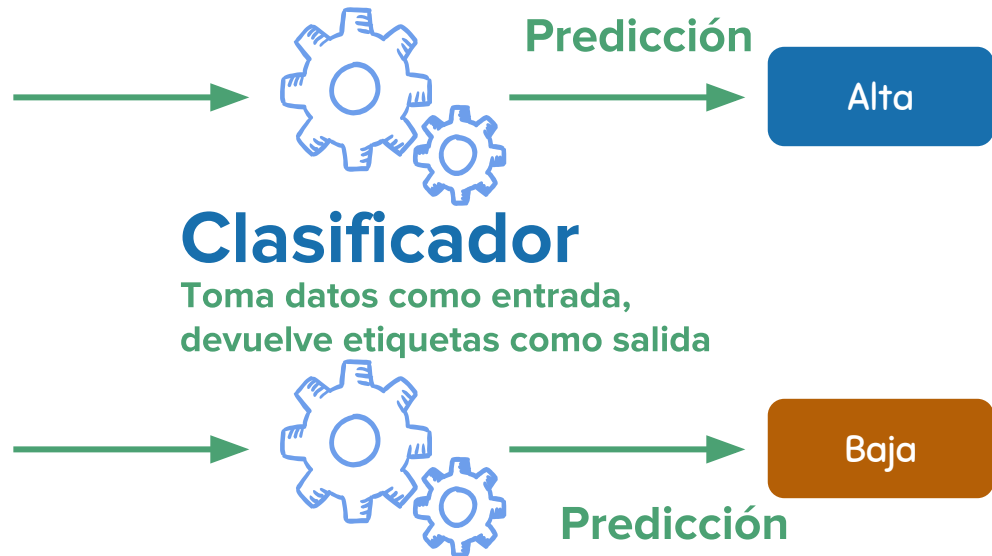 Predicción
Alta
Clasificador
Toma datos como entrada,
devuelve etiquetas como salida
Baja
Predicción